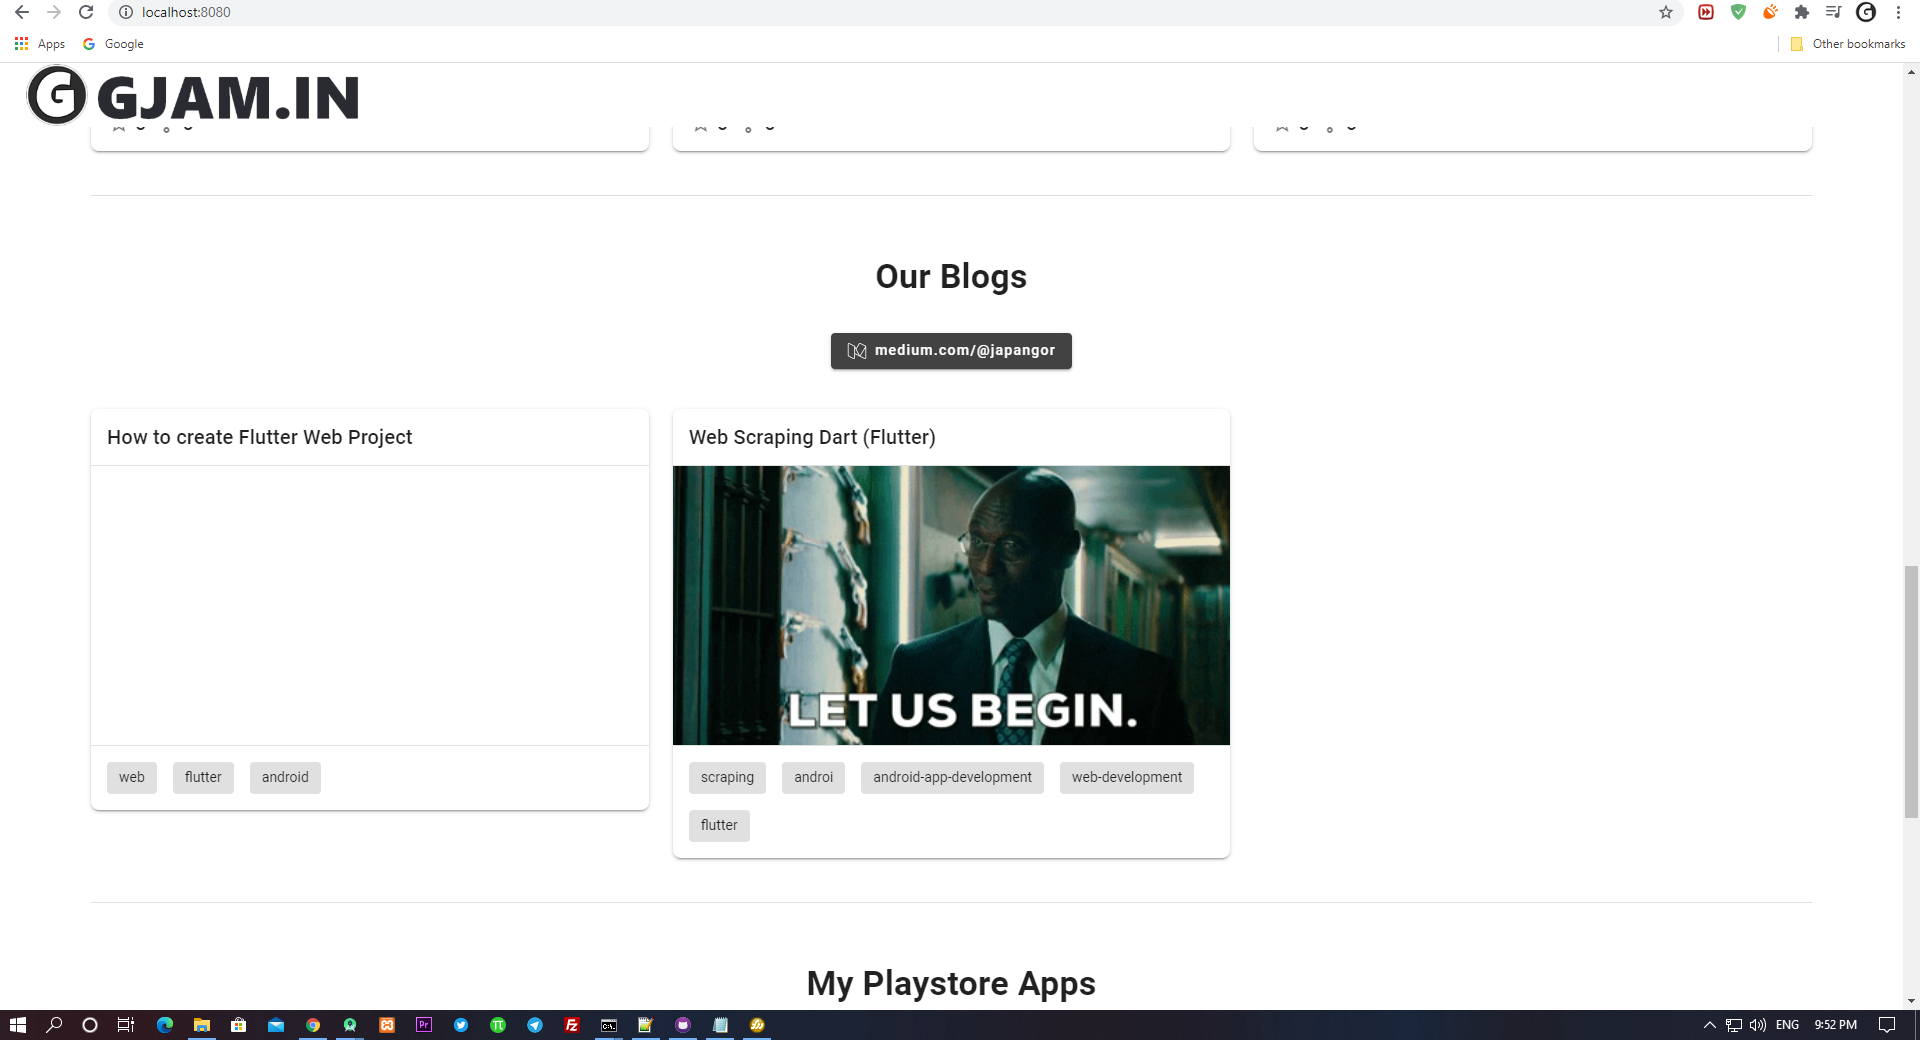 localhost:8080
Apps
Google
Other bookmarks
G GJAM.IN
Our Blogs
medium.com/@japangor
How to create Flutter Web Project
web
flutter
android
Web Scraping Dart (Flutter)
LET US BEGIN.
scraping
androi
android-app-development
web-development
flutter
My Playstore Apps
ENG
9:52 PM